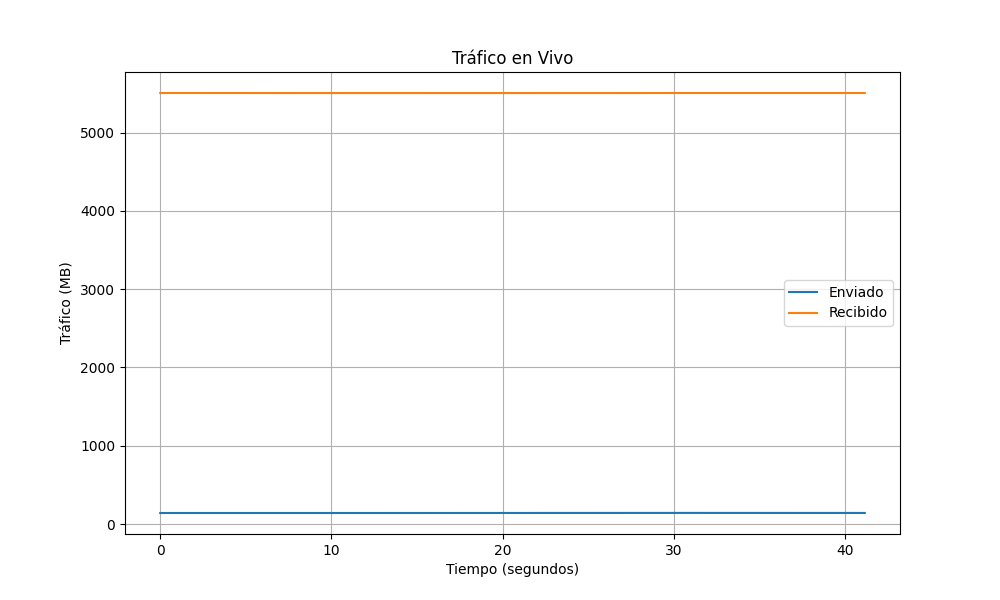 Tráfico en Vivo
Tráfico (MB)
5000
4000
3000
2000
1000
0
Enviado
Recibido
0 10 20 30 40
Tiempo (segundos)